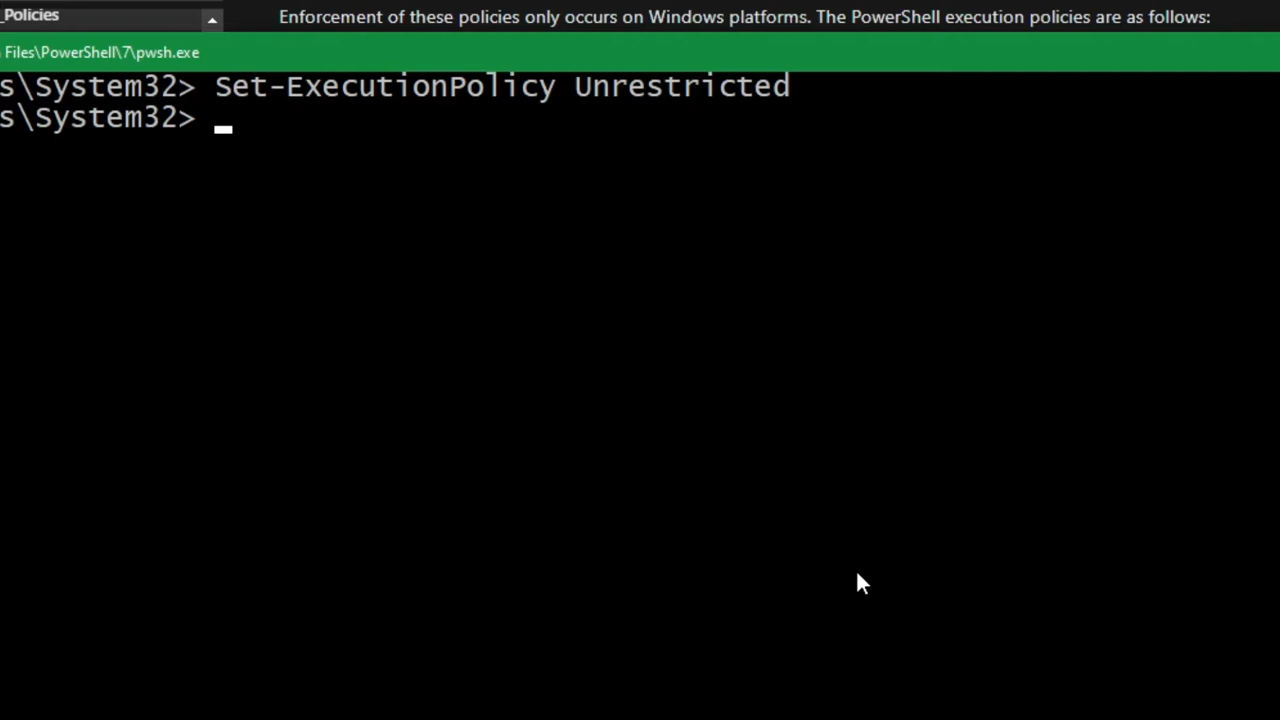 _Policies
Enforcement of these policies only occurs on Windows platforms. The PowerShell execution policies are as follows:
Files\PowerShell\7\pwsh.exe
s\System32> Set-ExecutionPolicy Unrestricted
s\System32>